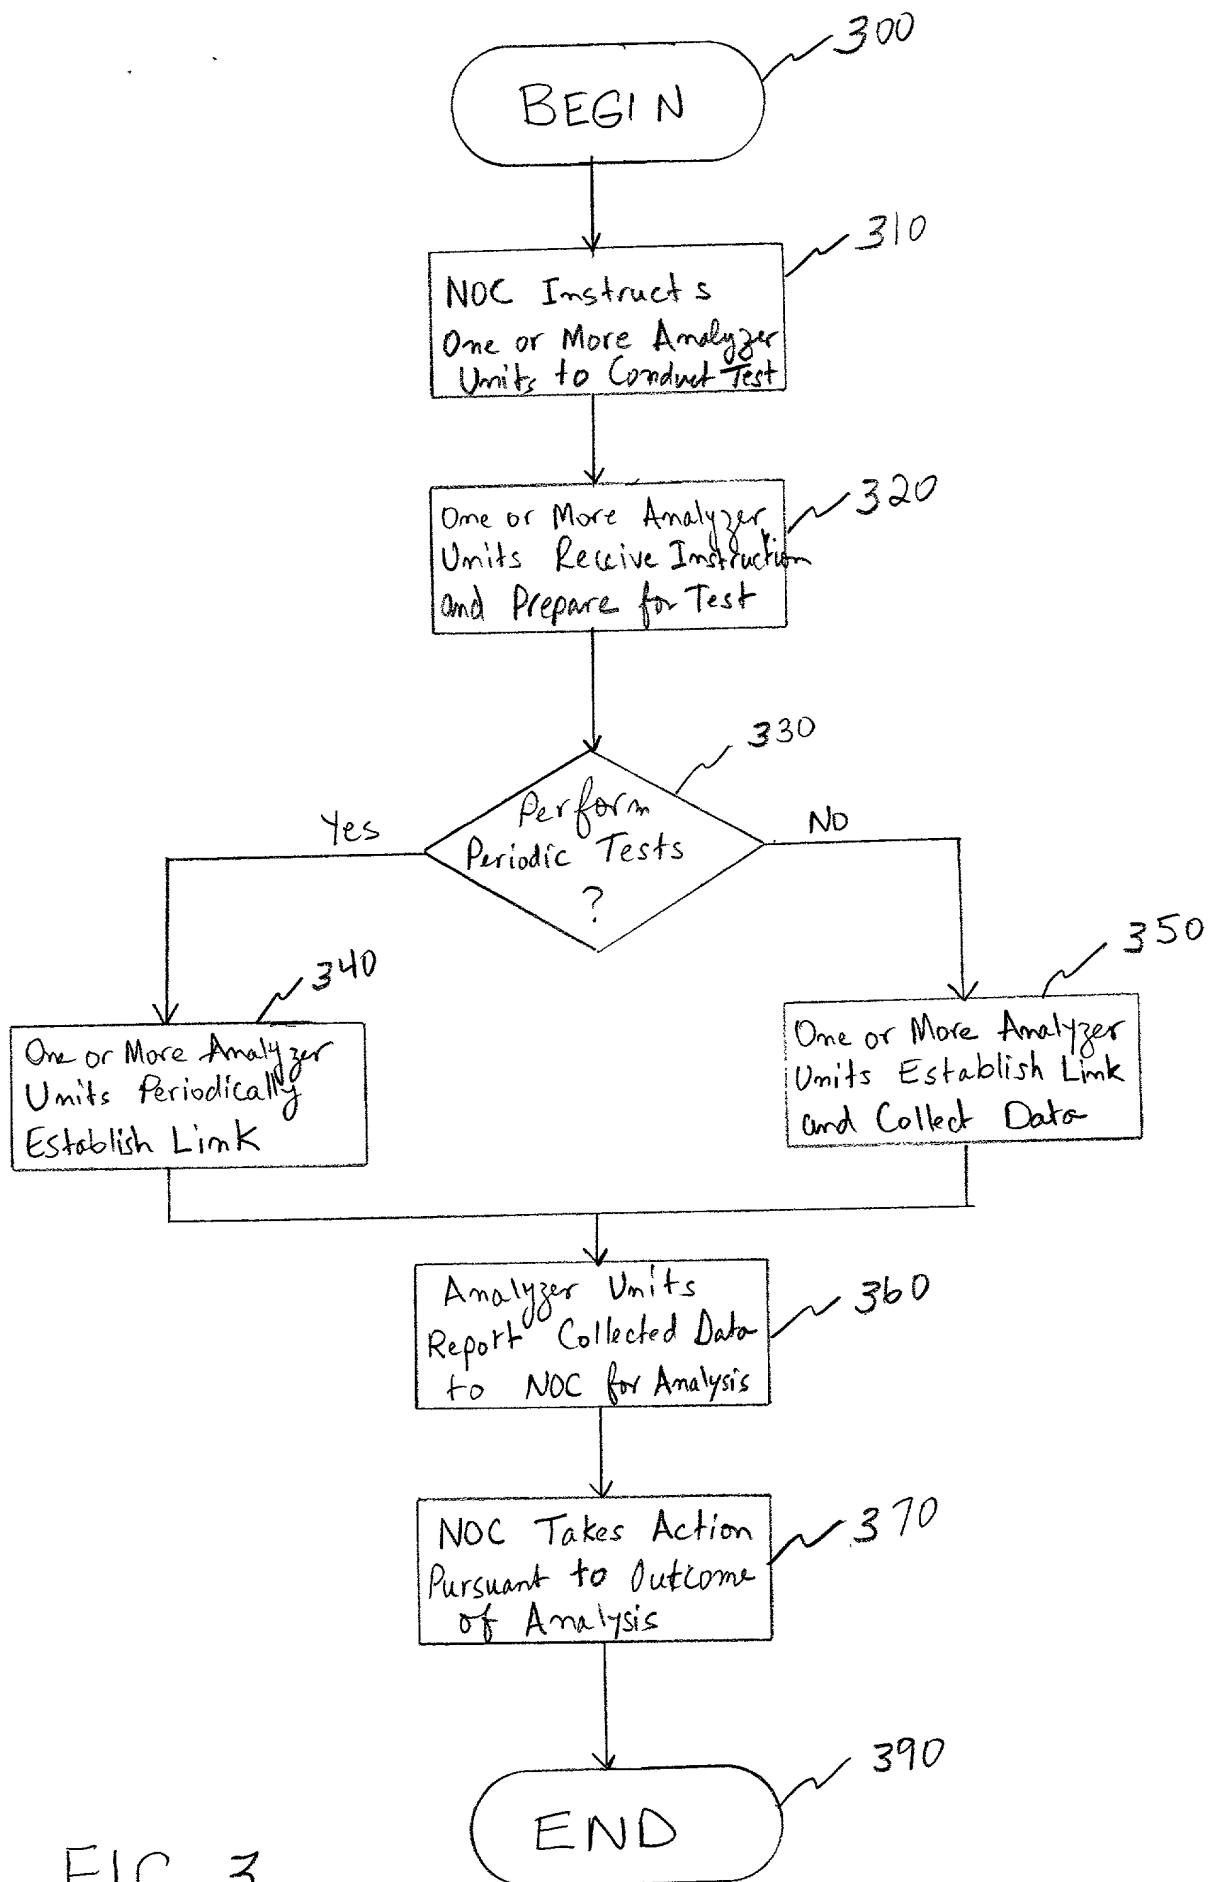 300
BEGIN
310
NOC Instructs
One or More Analyzer
Units to Conduct Test
320
One or More Analyzer
Units Receive Instruction
and Prepare for Test
330
Perform
Periodic Tests
?
Yes
NO
340
One or More Analyzer
Units Periodically
Establish Link
350
One or More Analyzer
Units Establish Link
and Collect Data
360
Analyzer Units
Report Collected Data
to NOC for Analysis
370
NOC Takes Action
Pursuant to Outcome
of Analysis
390
END
FIG. 3